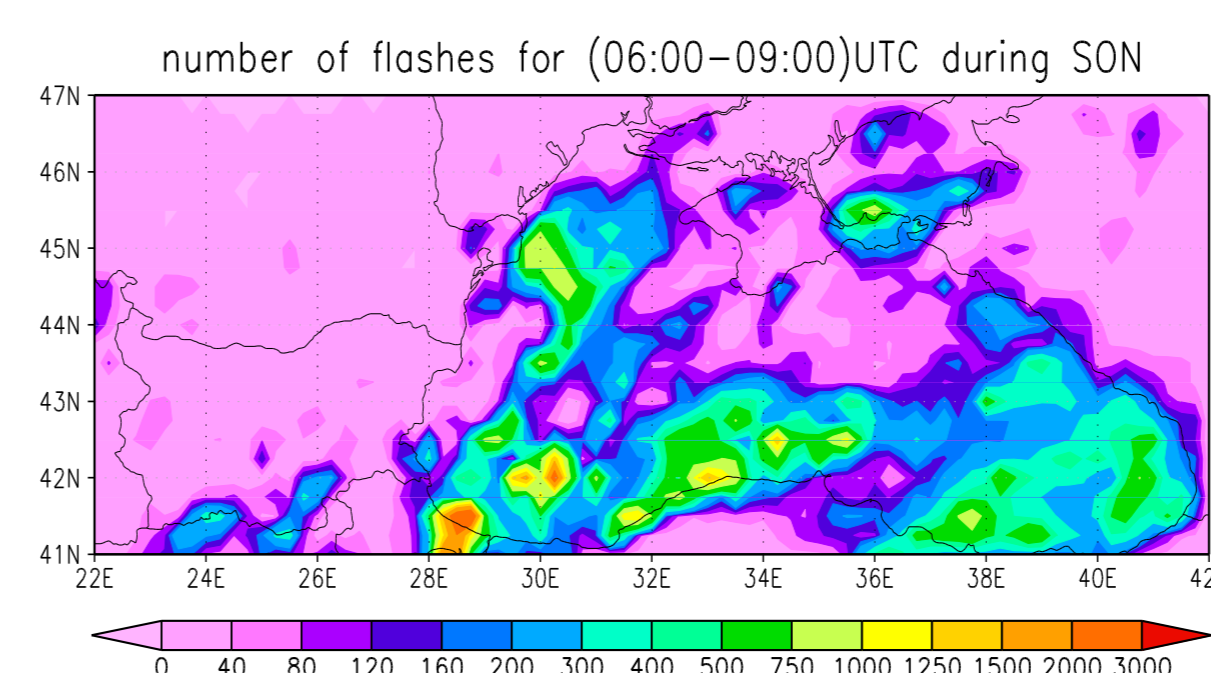 number of flashes for (06:00−09:00)UTC during SON
47N
46N
45N
44N
43N
42N
41N
22E 24E 26E 28E 30E 32E 34E 36E 38E 40E 42
0 40 80 120 160 200 300 400 500 750 1000 1250 1500 2000 3000